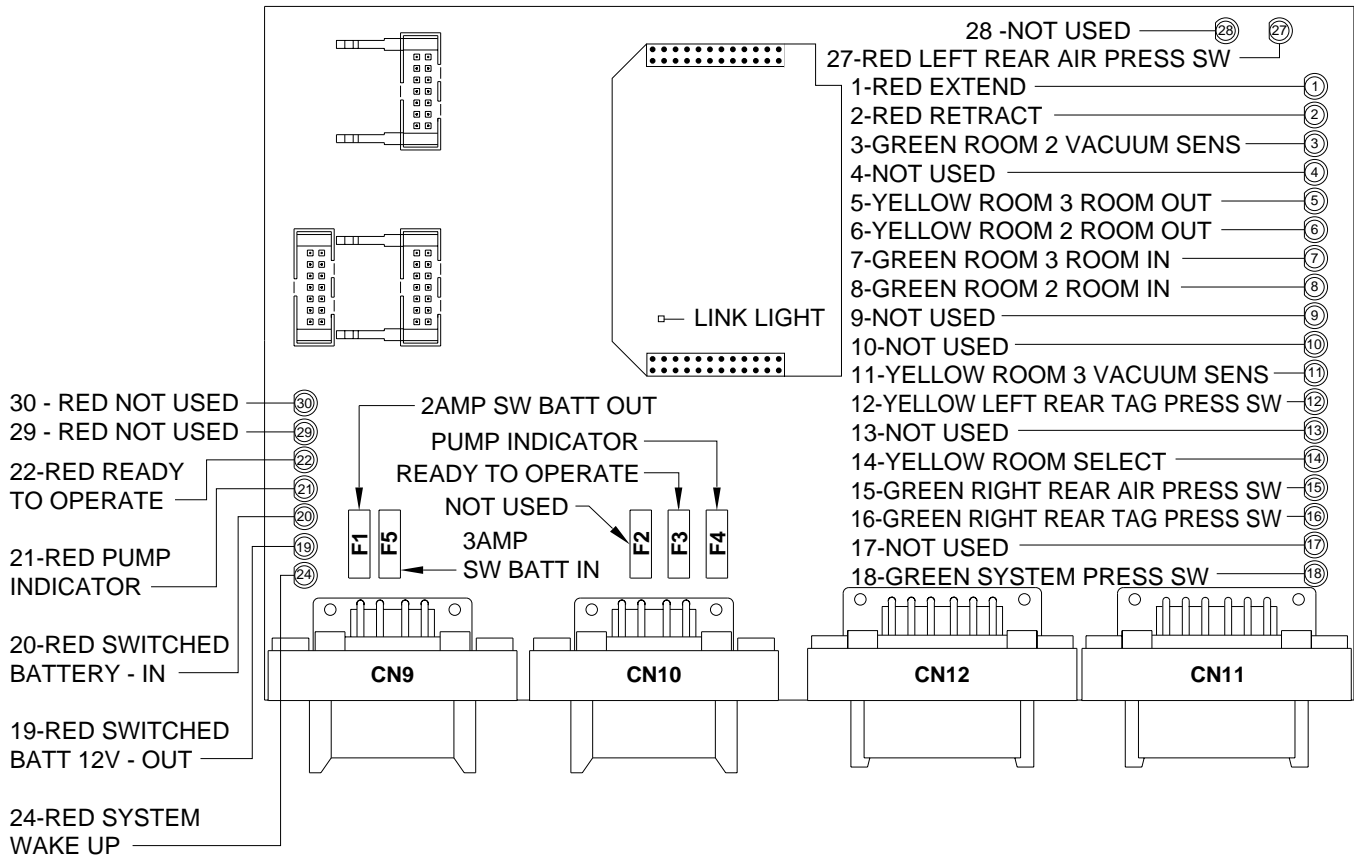 28 -NOT USED
28
27
27-RED LEFT REAR AIR PRESS SW
1-RED EXTEND
1
2-RED RETRACT
2
3-GREEN ROOM 2 VACUUM SENS
3
4-NOT USED
4
5-YELLOW ROOM 3 ROOM OUT
5
6-YELLOW ROOM 2 ROOM OUT
6
7-GREEN ROOM 3 ROOM IN
7
8-GREEN ROOM 2 ROOM IN
8
LINK LIGHT
9-NOT USED
9
10-NOT USED
10
11-YELLOW ROOM 3 VACUUM SENS
11
12-YELLOW LEFT REAR TAG PRESS SW
12
13-NOT USED
13
14-YELLOW ROOM SELECT
14
15-GREEN RIGHT REAR AIR PRESS SW
15
16-GREEN RIGHT REAR TAG PRESS SW
16
17-NOT USED
17
18-GREEN SYSTEM PRESS SW
18
30 - RED NOT USED
30
29 - RED NOT USED
29
22-RED READY
TO OPERATE
22
21-RED PUMP
INDICATOR
21
20-RED SWITCHED
BATTERY - IN
20
19-RED SWITCHED
BATT 12V - OUT
19
24-RED SYSTEM
WAKE UP
24
2AMP SW BATT OUT
PUMP INDICATOR
READY TO OPERATE
NOT USED
3AMP
SW BATT IN
F1
F5
F2
F3
F4
CN9
CN10
CN12
CN11